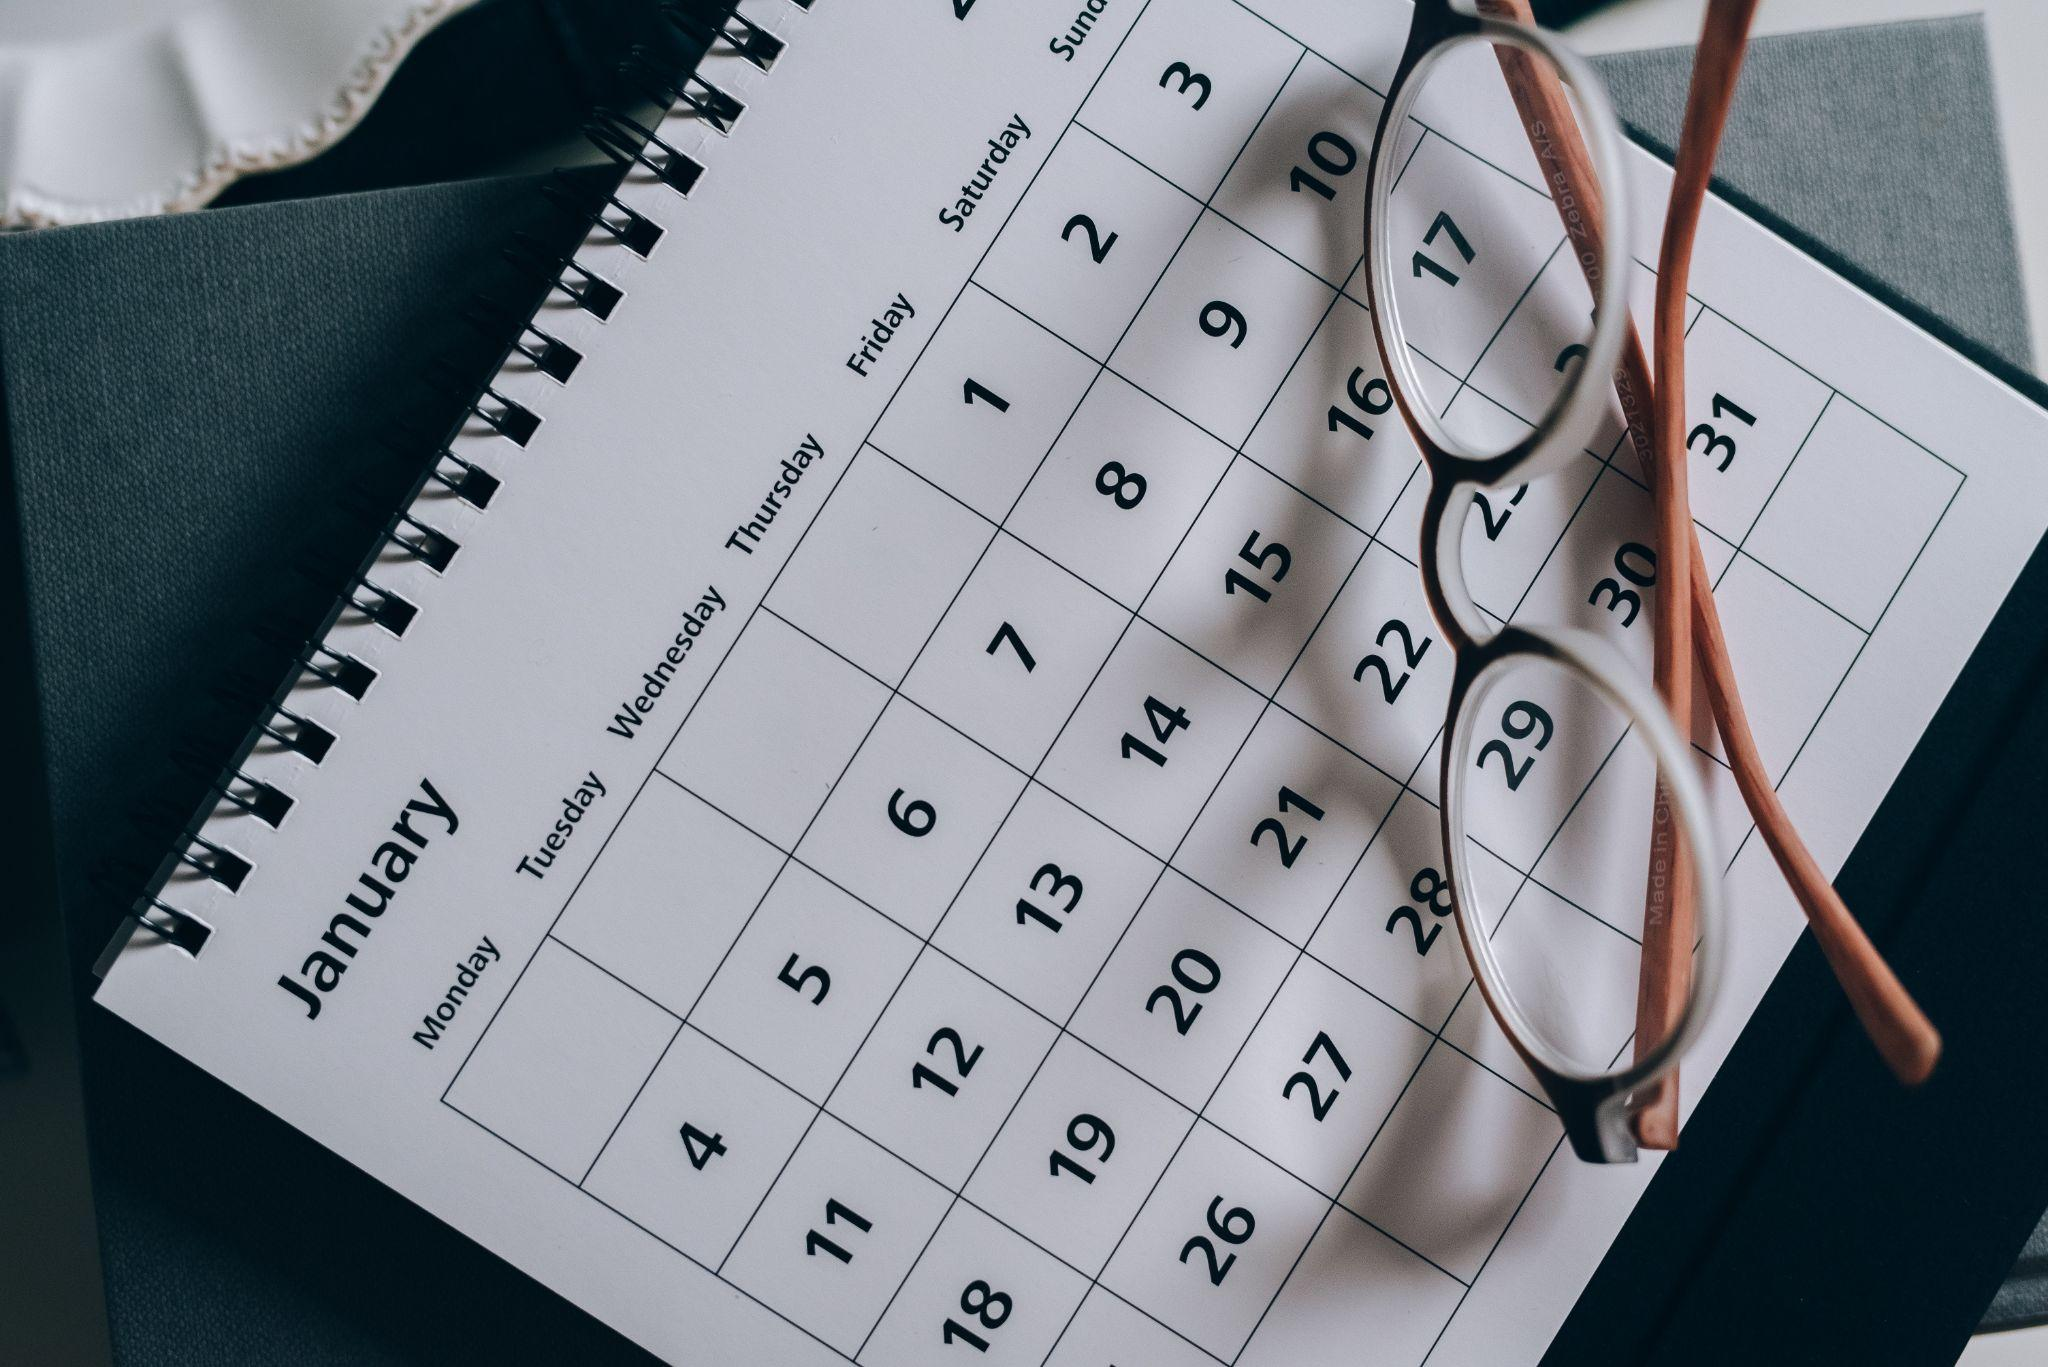 January
Monday Tuesday Wednesday Thursday Friday Saturday Sund
1 2 3
4 5 6 7 8 9 10
11 12 13 14 15 16 17
18 19 20 21 22 23
26 27 28 29 30 31
Zebra A/S
Made in Chi